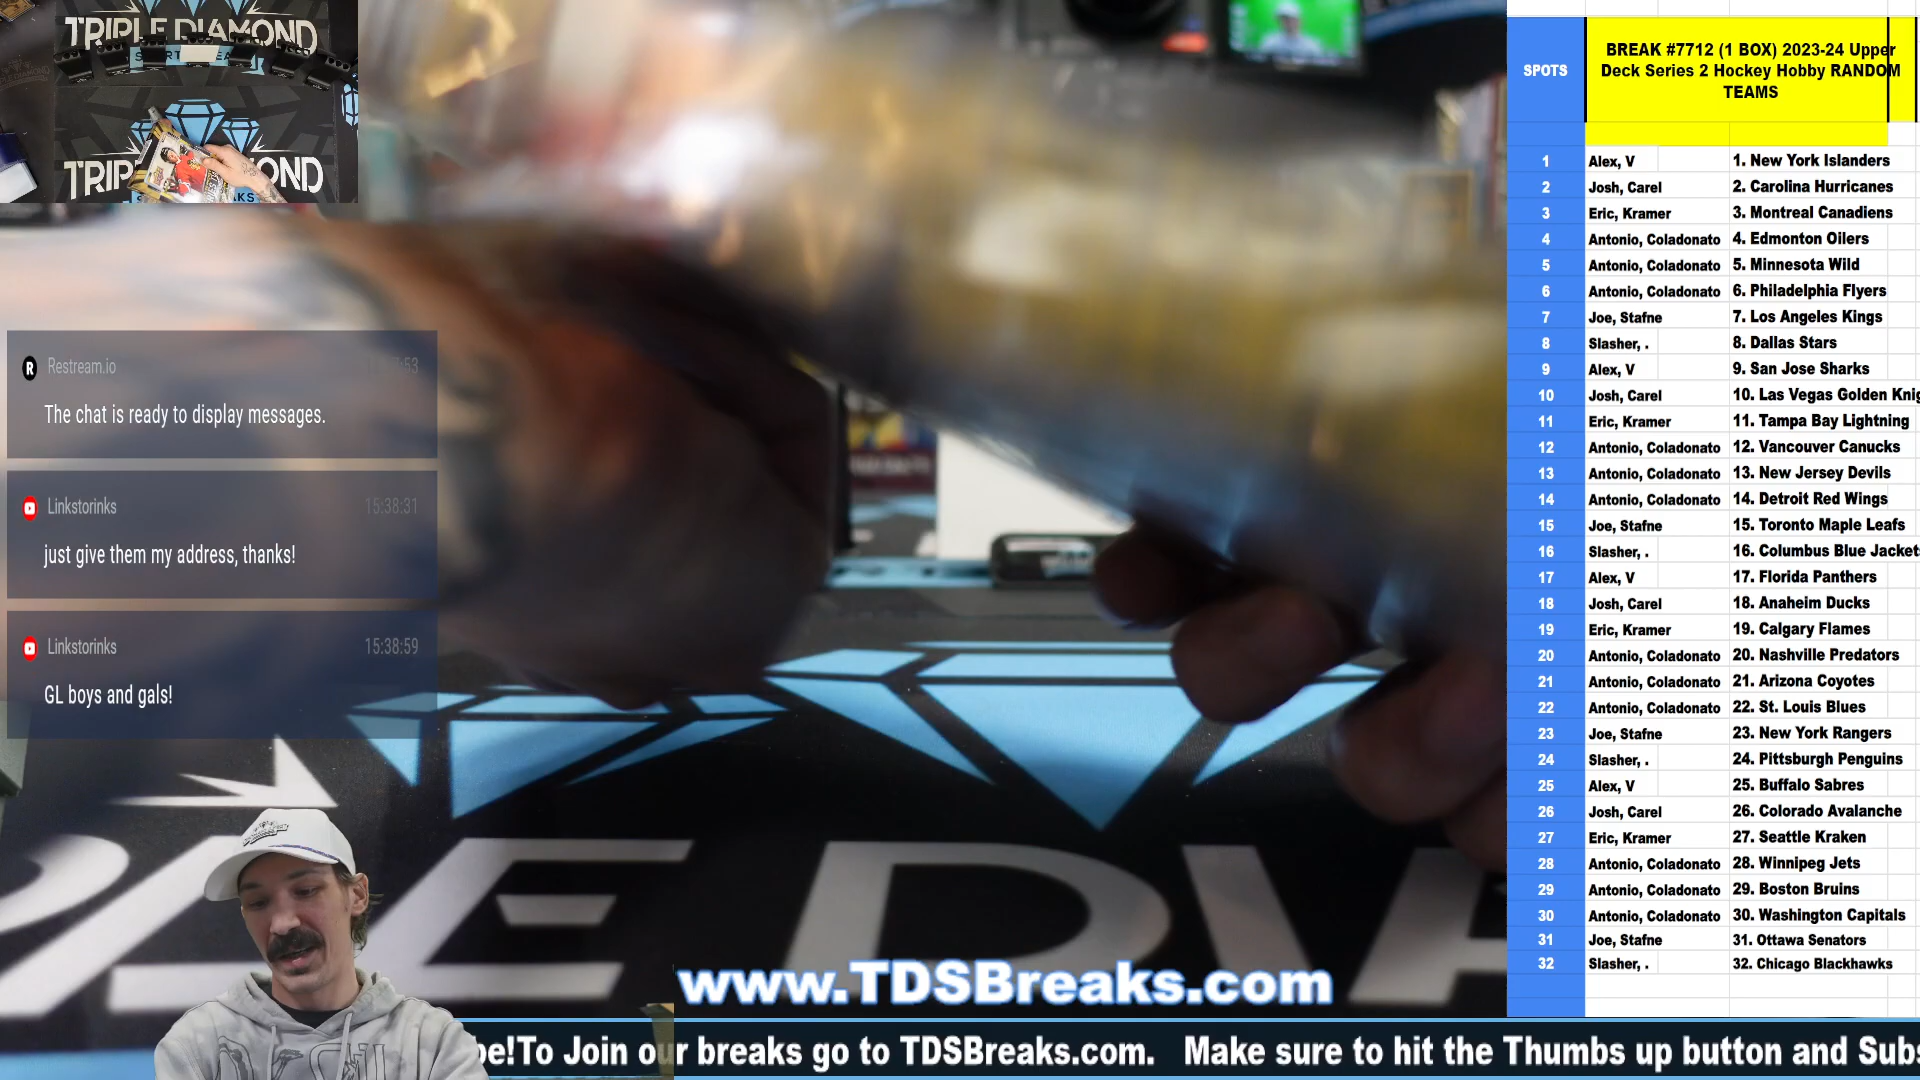 TRIPLE DIAMOND
TRIPLE DIAMOND
Restream.io
The chat is ready to display messages.
Linkstorinks 15:38:31
just give them my address, thanks!
Linkstorinks 15:38:59
GL boys and gals!
PLE DIA
www.TDSBreaks.com
be!To Join our breaks go to TDSBreaks.com. Make sure to hit the Thumbs up button and Subs
SPOTS
BREAK #7712 (1 BOX) 2023-24 Upper
Deck Series 2 Hockey Hobby RANDOM
TEAMS
1 Alex, V 1. New York Islanders
2 Josh, Carel 2. Carolina Hurricanes
3 Eric, Kramer 3. Montreal Canadiens
4 Antonio, Coladonato 4. Edmonton Oilers
5 Antonio, Coladonato 5. Minnesota Wild
6 Antonio, Coladonato 6. Philadelphia Flyers
7 Joe, Stafne 7. Los Angeles Kings
8 Slasher, . 8. Dallas Stars
9 Alex, V 9. San Jose Sharks
10 Josh, Carel 10. Las Vegas Golden Knig
11 Eric, Kramer 11. Tampa Bay Lightning
12 Antonio, Coladonato 12. Vancouver Canucks
13 Antonio, Coladonato 13. New Jersey Devils
14 Antonio, Coladonato 14. Detroit Red Wings
15 Joe, Stafne 15. Toronto Maple Leafs
16 Slasher, . 16. Columbus Blue Jackets
17 Alex, V 17. Florida Panthers
18 Josh, Carel 18. Anaheim Ducks
19 Eric, Kramer 19. Calgary Flames
20 Antonio, Coladonato 20. Nashville Predators
21 Antonio, Coladonato 21. Arizona Coyotes
22 Antonio, Coladonato 22. St. Louis Blues
23 Joe, Stafne 23. New York Rangers
24 Slasher, . 24. Pittsburgh Penguins
25 Alex, V 25. Buffalo Sabres
26 Josh, Carel 26. Colorado Avalanche
27 Eric, Kramer 27. Seattle Kraken
28 Antonio, Coladonato 28. Winnipeg Jets
29 Antonio, Coladonato 29. Boston Bruins
30 Antonio, Coladonato 30. Washington Capitals
31 Joe, Stafne 31. Ottawa Senators
32 Slasher, . 32. Chicago Blackhawks